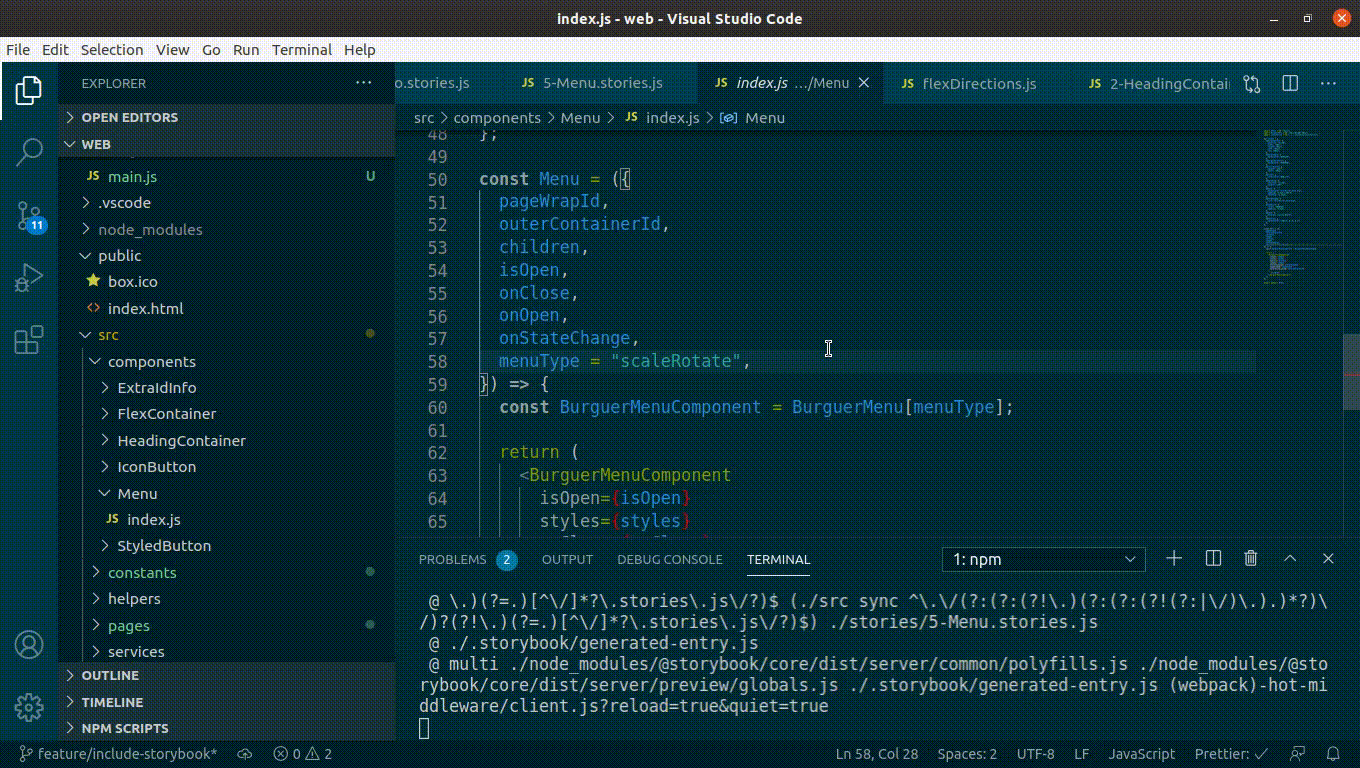 index.js - web - Visual Studio Code
File Edit Selection View Go Run Terminal Help
EXPLORER
OPEN EDITORS
WEB
main.js U
.vscode
node_modules
public
box.ico
index.html
src
components
ExtraIdInfo
FlexContainer
HeadingContainer
IconButton
Menu
index.js
StyledButton
constants
helpers
pages
services
OUTLINE
TIMELINE
NPM SCRIPTS
11
o.stories.js JS 5-Menu.stories.js JS index.js .../Menu JS flexDirections.js JS 2-HeadingContai
src > components > Menu > JS index.js > Menu
48 };
49
50 const Menu = ({
51 pageWrapId,
52 outerContainerId,
53 children,
54 isOpen,
55 onClose,
56 onOpen,
57 onStateChange,
58 menuType = "scaleRotate",
59 }) => {
60 const BurguerMenuComponent = BurguerMenu[menuType];
61
62 return (
63 <BurguerMenuComponent
64 isOpen={isOpen}
65 styles={styles}
PROBLEMS 2 OUTPUT DEBUG CONSOLE TERMINAL 1: npm
@ \.)(?=.)[^\/]*?\.stories\.js\/?)$ (./src sync ^\.\/(?:(?:(?!\.)(?:(?:(?!(?:|\/)\.).)*?)\
/)?(?!\.)(?=.)[^\/]*?\.stories\.js\/?)$) ./stories/5-Menu.stories.js
@ ./.storybook/generated-entry.js
@ multi ./node_modules/@storybook/core/dist/server/common/polyfills.js ./node_modules/@sto
rybook/core/dist/server/preview/globals.js ./.storybook/generated-entry.js (webpack)-hot-mi
ddleware/client.js?reload=true&quiet=true
feature/include-storybook* 0 2 Ln 58, Col 28 Spaces: 2 UTF-8 LF JavaScript Prettier: ✓